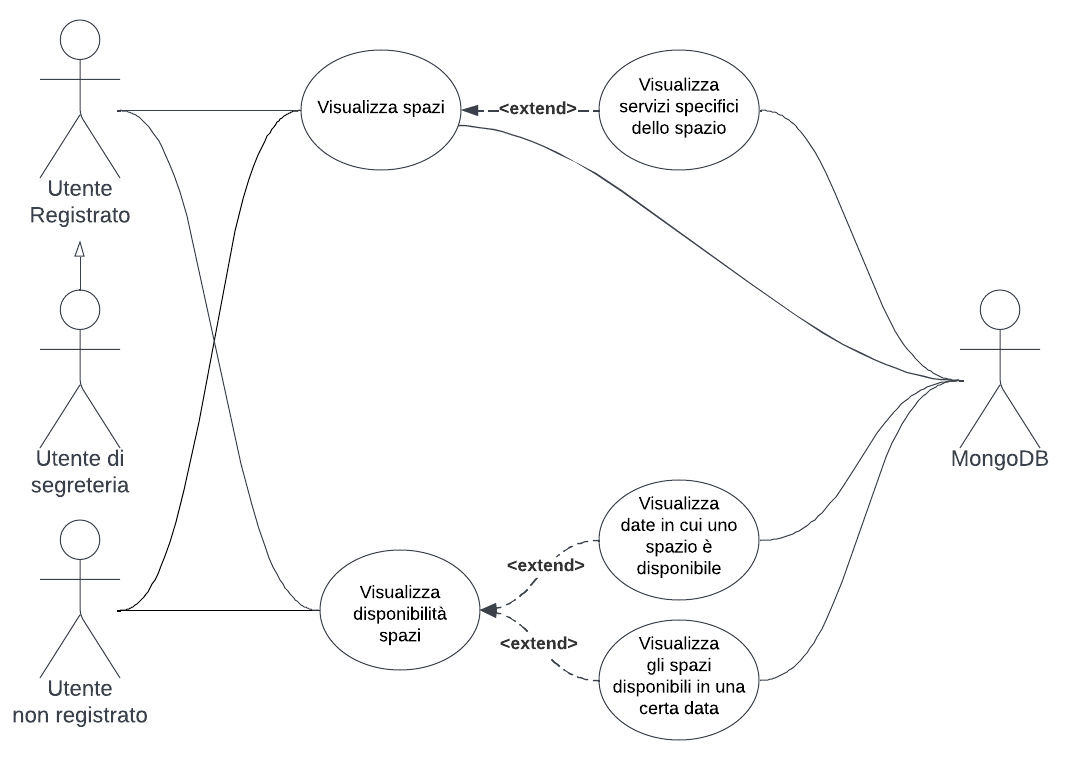 Utente
Registrato
Utente di
segreteria
Utente
non registrato
Visualizza spazi
<extend>
Visualizza
servizi specifici
dello spazio
Visualizza
disponibilità
spazi
<extend>
<extend>
Visualizza
date in cui uno
spazio è
disponibile
Visualizza
gli spazi
disponibili in una
certa data
MongoDB